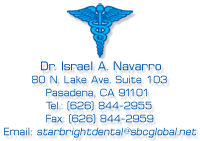 Dr. Israel A. Navarro
80 N. Lake Ave. Suite 103
Pasadena, CA 91101
Tel.: (626) 844-2955
Fax: (626) 844-2959
Email: starbrightdental@sbcglobal.net